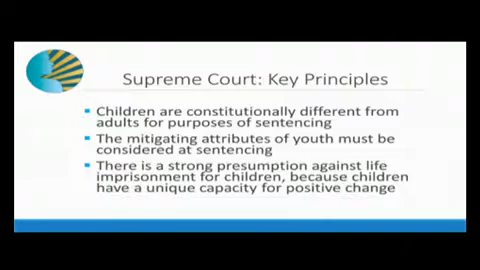 Supreme Court: Key Principles
Children are constitutionally different from
adults for purposes of sentencing
The mitigating attributes of youth must be
considered at sentencing
There is a strong presumption against life
imprisonment for children, because children
have a unique capacity for positive change